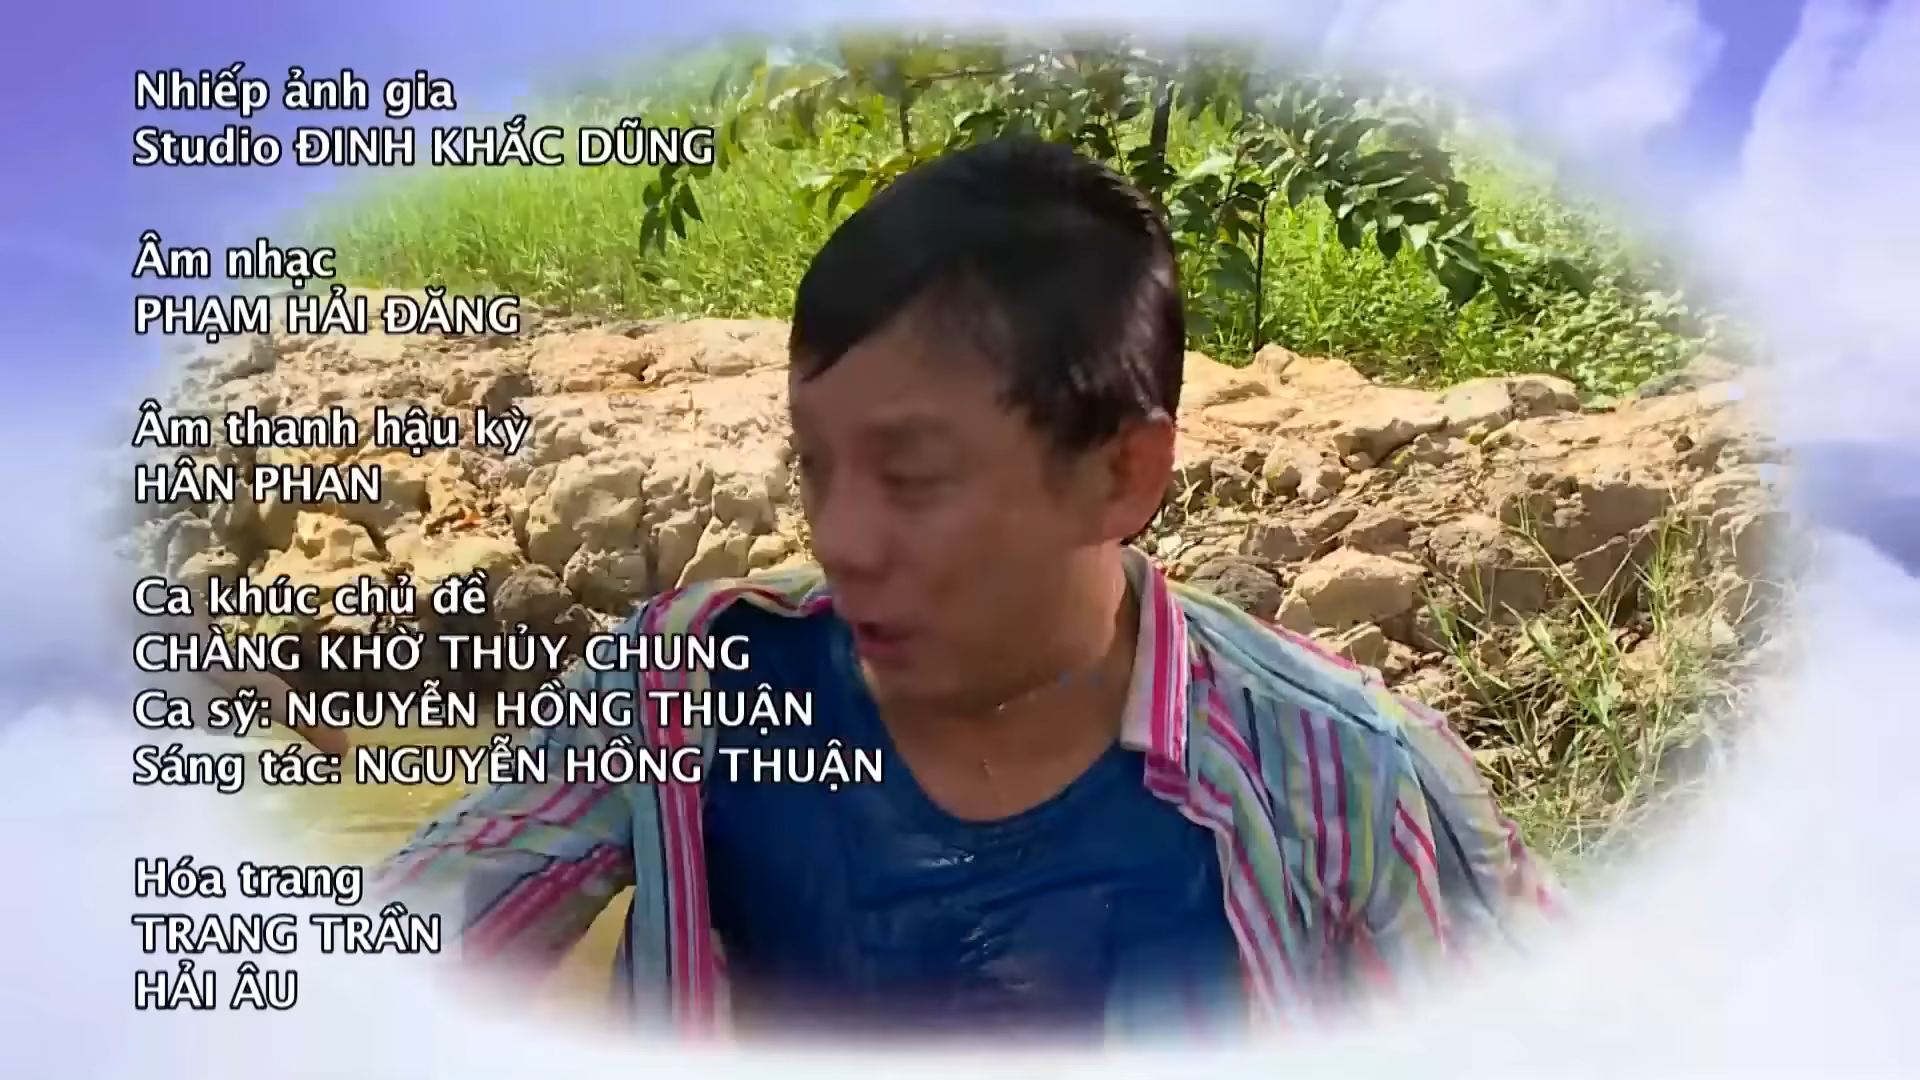 Nhiếp ảnh gia
Studio ĐINH KHẮC DŨNG
Âm nhạc
PHẠM HẢI ĐĂNG
Âm thanh hậu kỳ
HÂN PHAN
Ca khúc chủ đề
CHÀNG KHỜ THỦY CHUNG
Ca sỹ: NGUYỄN HỒNG THUẬN
Sáng tác: NGUYỄN HỒNG THUẬN
Hóa trang
TRANG TRẦN
HẢI ÂU